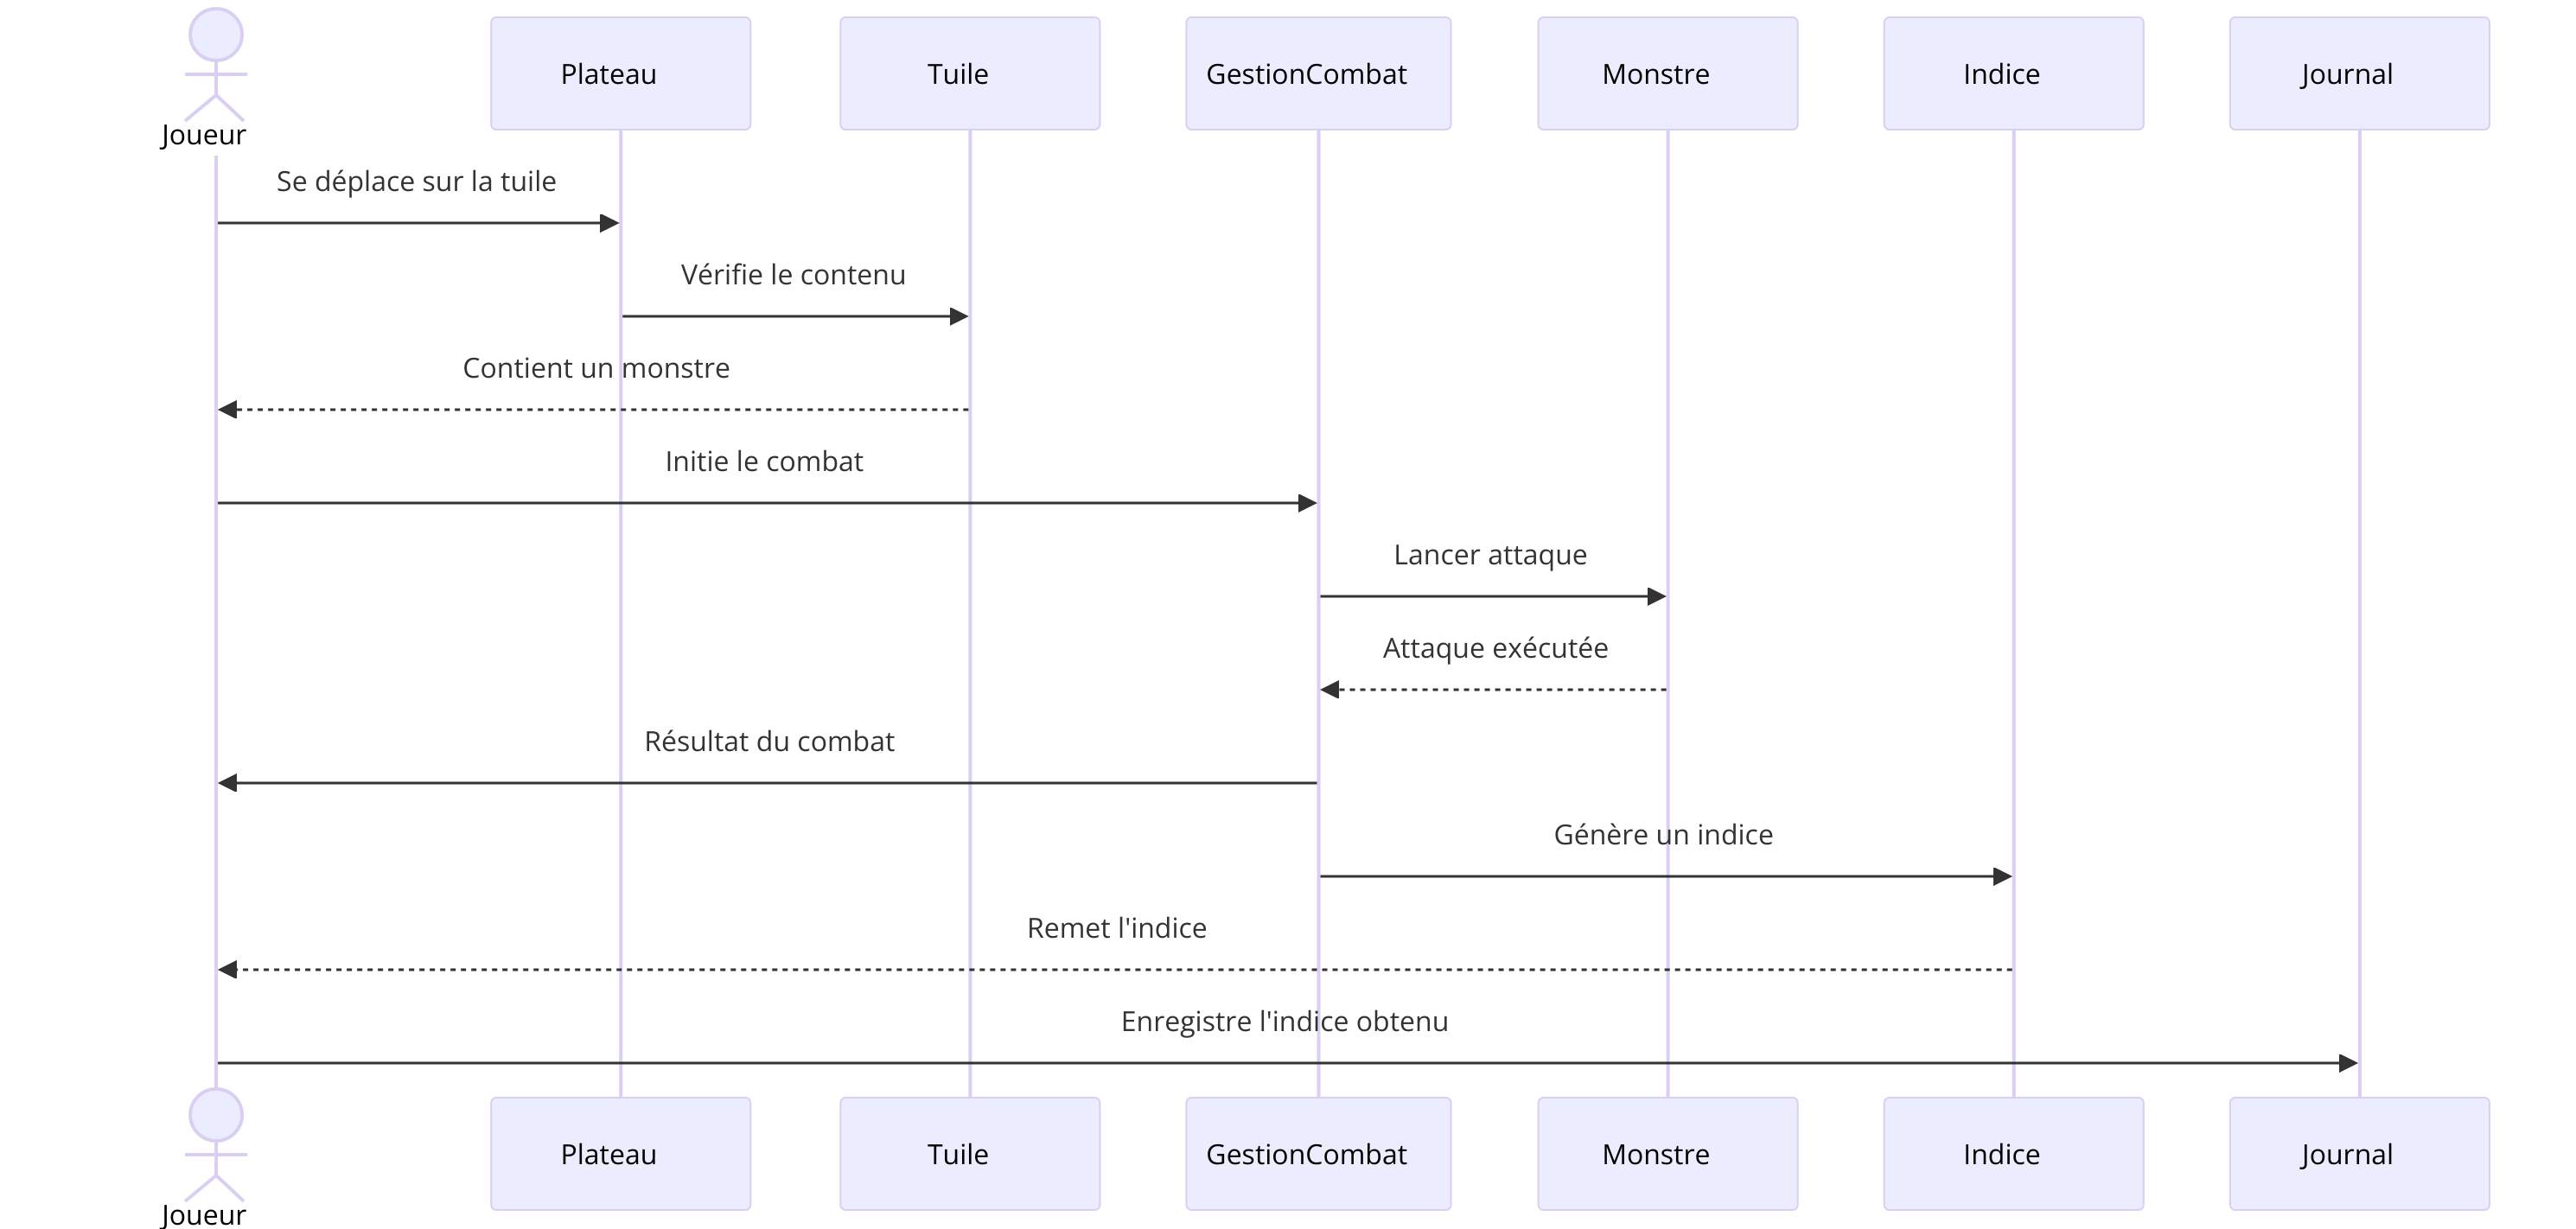 Joueur
Plateau
Tuile
GestionCombat
Monstre
Indice
Journal
Se déplace sur la tuile
Vérifie le contenu
Contient un monstre
Initie le combat
Lancer attaque
Attaque exécutée
Résultat du combat
Génère un indice
Remet l'indice
Enregistre l'indice obtenu
Joueur
Plateau
Tuile
GestionCombat
Monstre
Indice
Journal